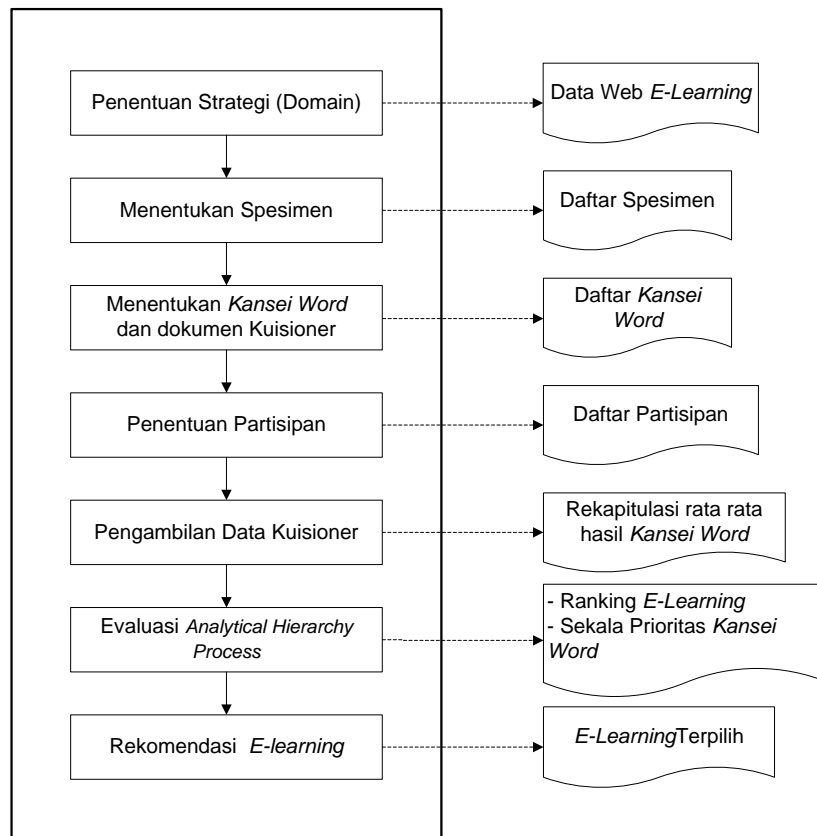 Penentuan Strategi (Domain)
Data Web E-Learning
Menentukan Spesimen
Daftar Spesimen
Menentukan Kansei Word
dan dokumen Kuisioner
Daftar Kansei
Word
Penentuan Partisipan
Daftar Partisipan
Pengambilan Data Kuisioner
Rekapitulasi rata rata
hasil Kansei Word
Evaluasi Analytical Hierarchy
Process
- Ranking E-Learning
- Sekala Prioritas Kansei
Word
Rekomendasi E-learning
E-LearningTerpilih